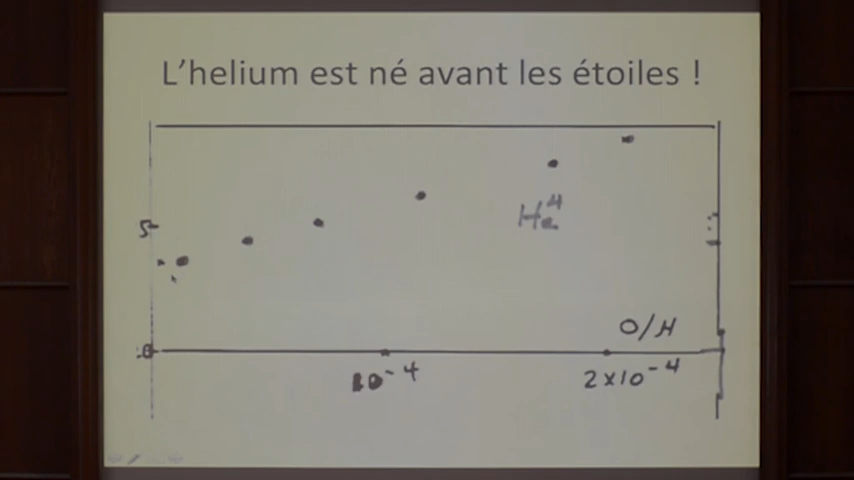 L'helium est né avant les étoiles !
He⁴
5
O/H
0
10⁻⁴
2x10⁻⁴